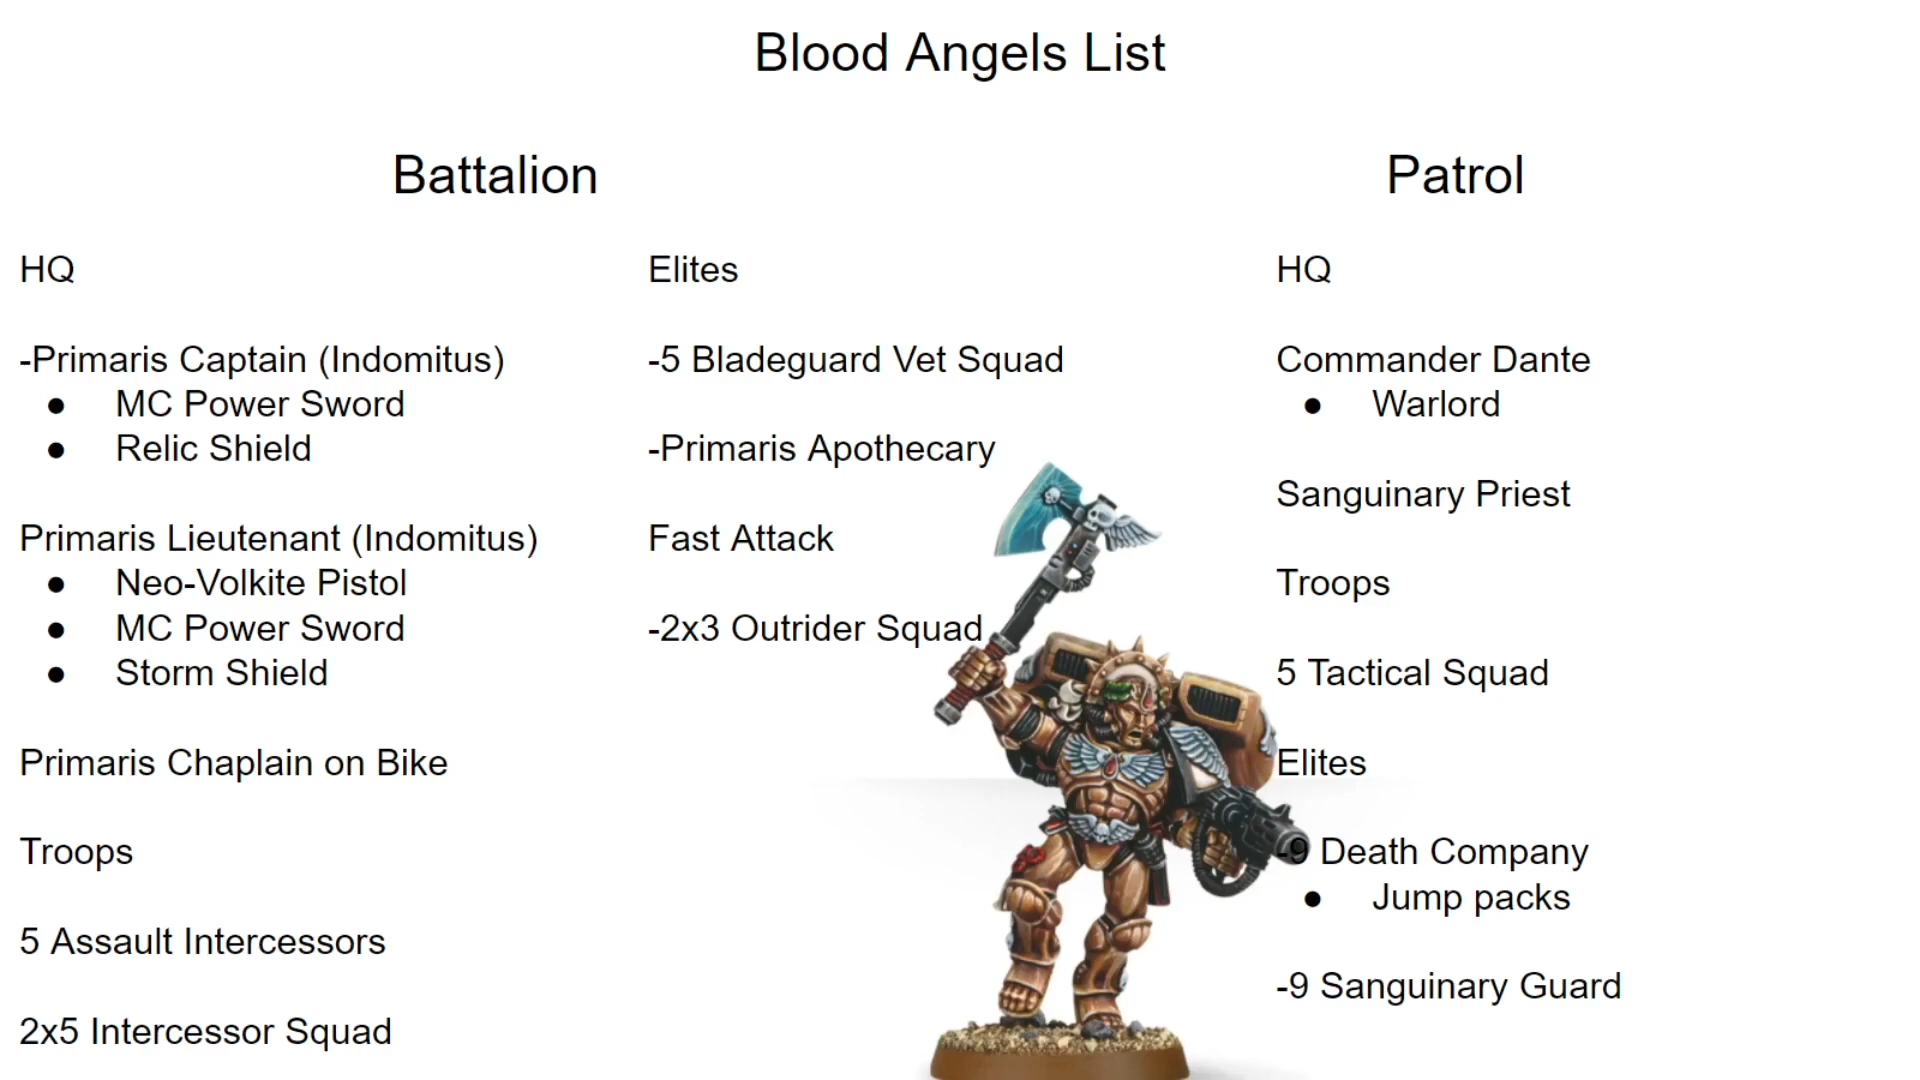 Blood Angels List
Battalion
HQ
-Primaris Captain (Indomitus)
● MC Power Sword
● Relic Shield
Primaris Lieutenant (Indomitus)
● Neo-Volkite Pistol
● MC Power Sword
● Storm Shield
Primaris Chaplain on Bike
Troops
5 Assault Intercessors
2x5 Intercessor Squad
Elites
-5 Bladeguard Vet Squad
-Primaris Apothecary
Fast Attack
-2x3 Outrider Squad
Patrol
HQ
Commander Dante
● Warlord
Sanguinary Priest
Troops
5 Tactical Squad
Elites
-9 Death Company
● Jump packs
-9 Sanguinary Guard